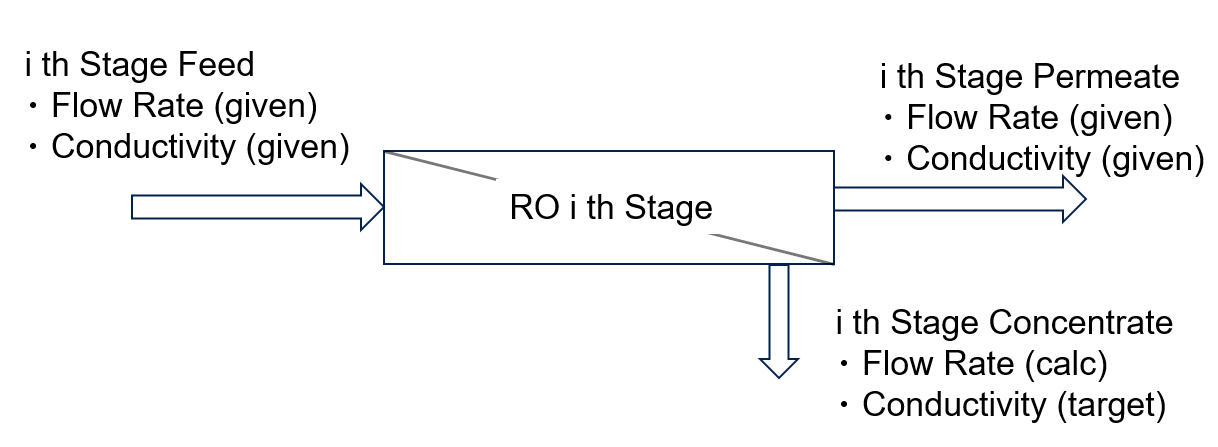 i th Stage Feed
・Flow Rate (given)
・Conductivity (given)
i th Stage Permeate
・Flow Rate (given)
・Conductivity (given)
RO i th Stage
i th Stage Concentrate
・Flow Rate (calc)
・Conductivity (target)